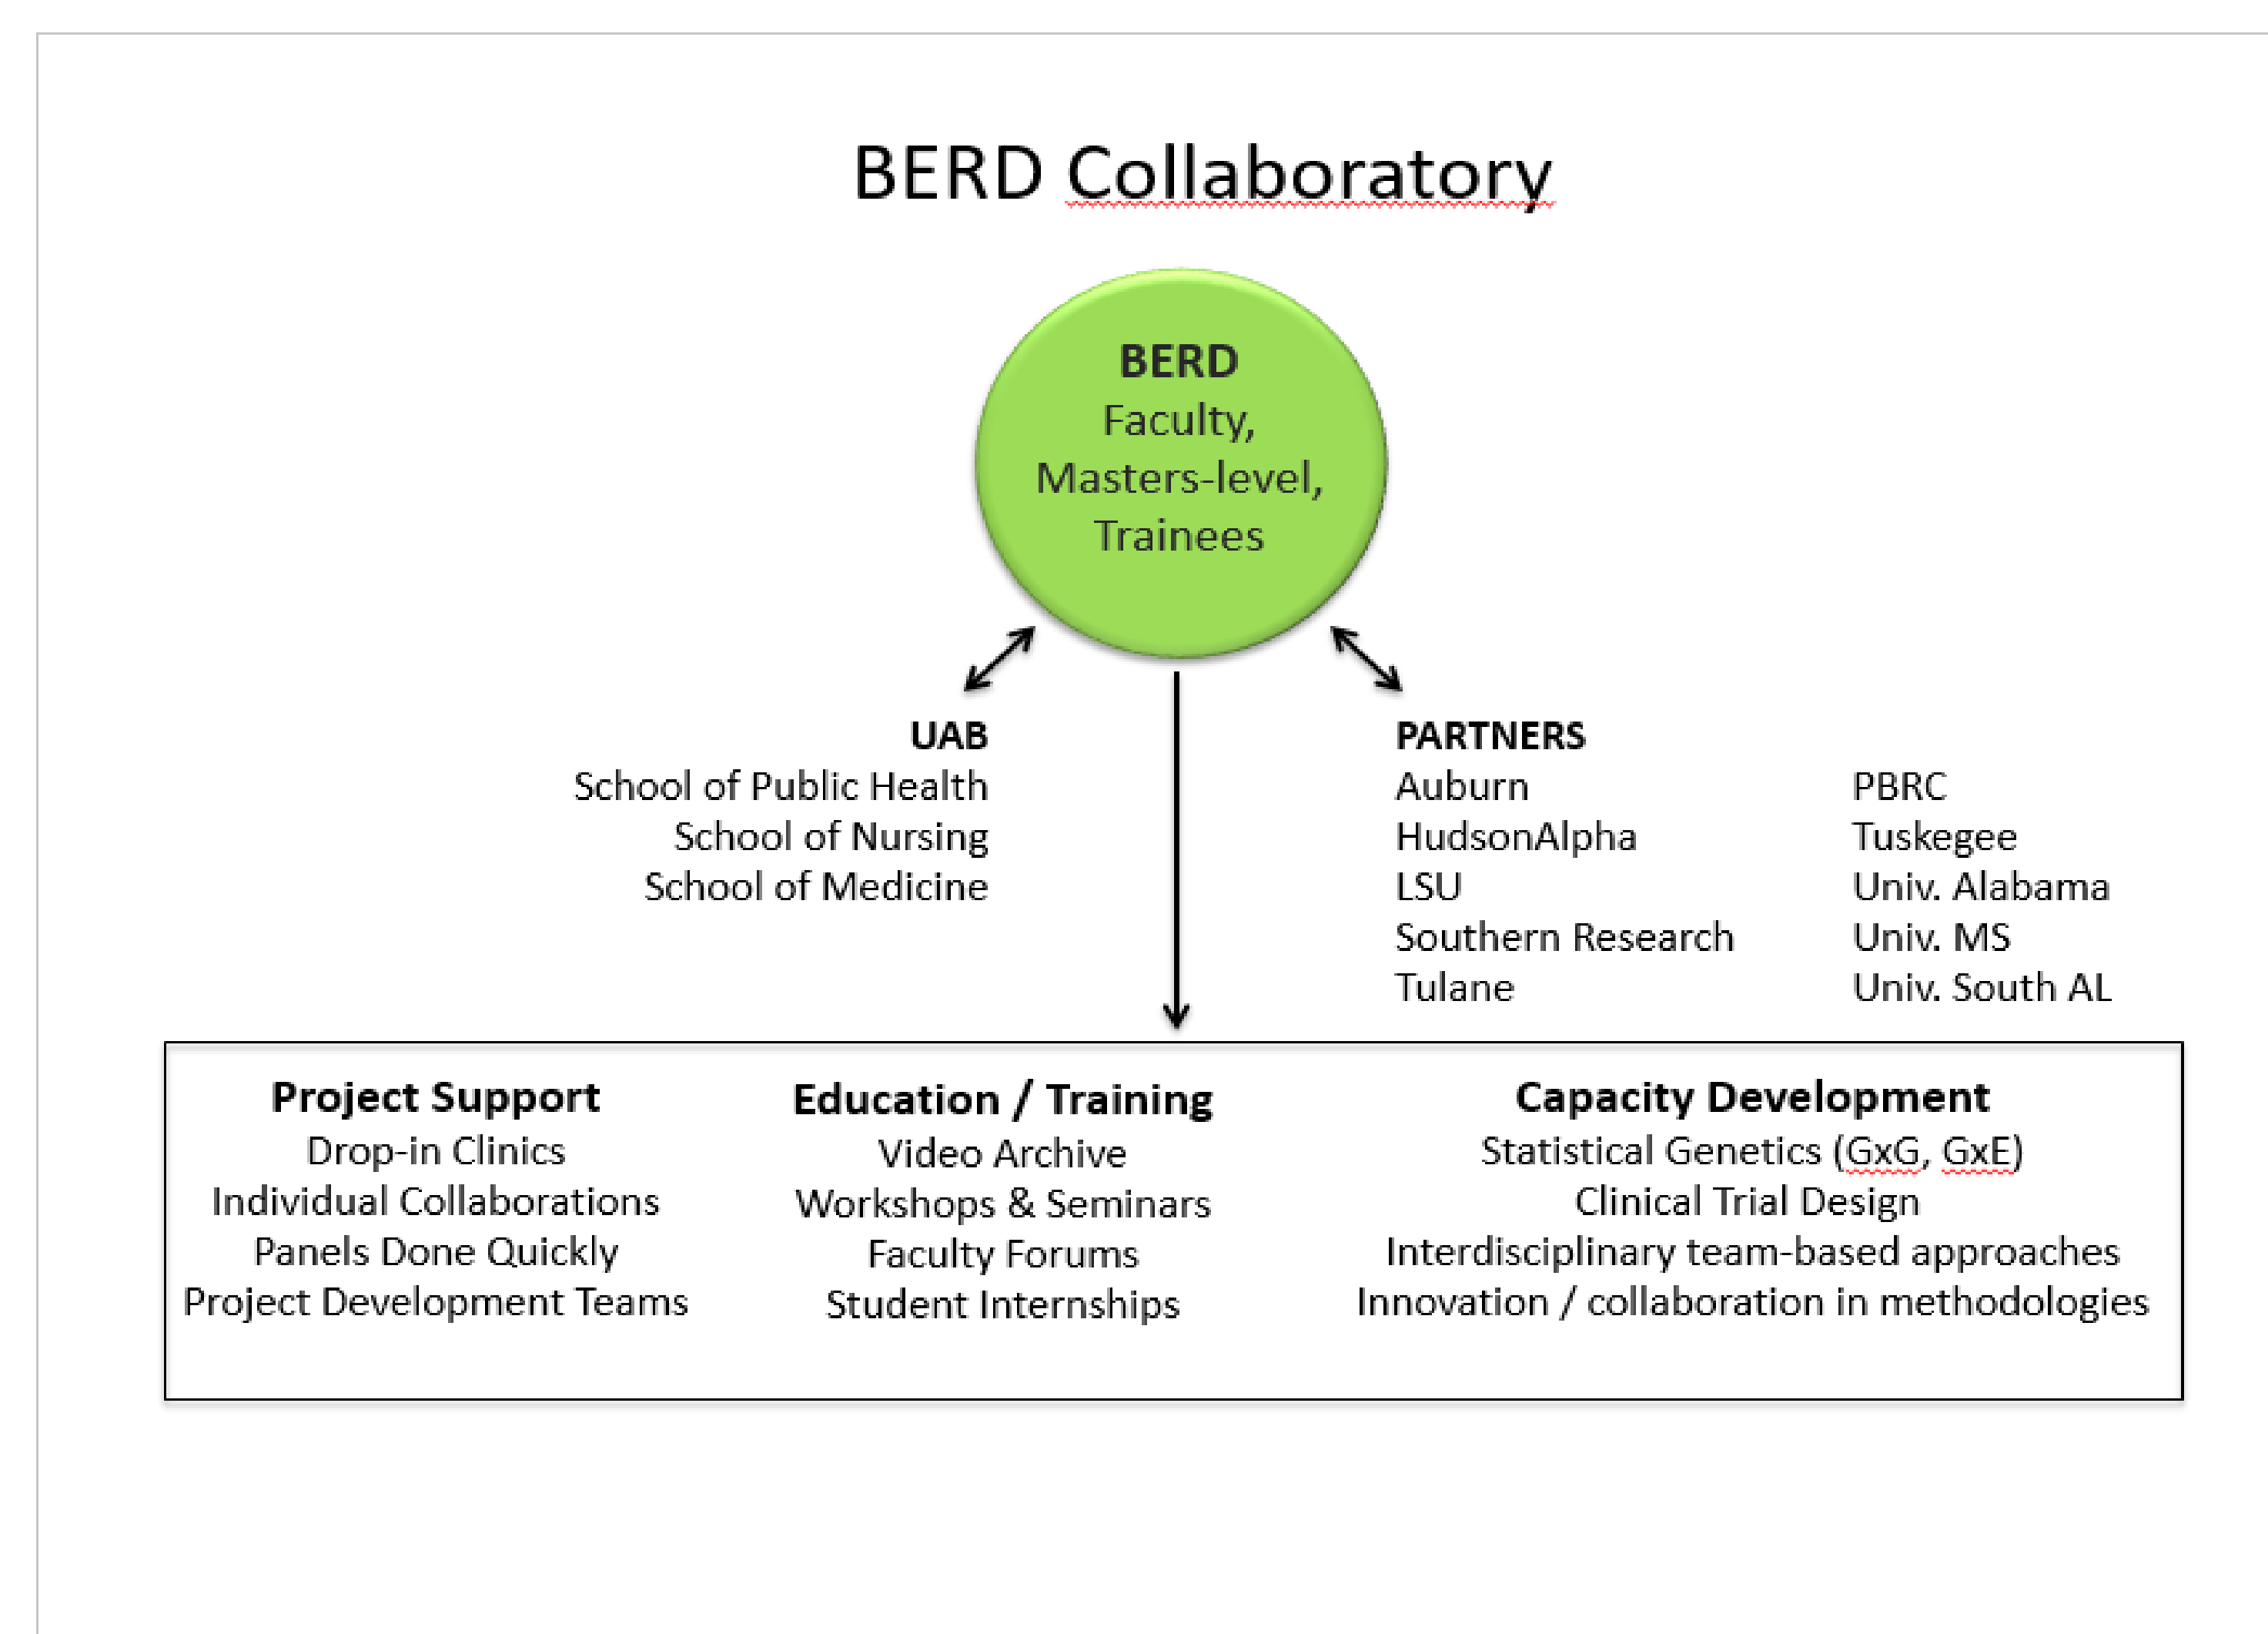 BERD Collaboratory
BERD
Faculty,
Masters-level,
Trainees
UAB
School of Public Health
School of Nursing
School of Medicine
PARTNERS
Auburn
HudsonAlpha
LSU
Southern Research
Tulane
PBRC
Tuskegee
Univ. Alabama
Univ. MS
Univ. South AL
Project Support
Drop-in Clinics
Individual Collaborations
Panels Done Quickly
Project Development Teams
Education / Training
Video Archive
Workshops & Seminars
Faculty Forums
Student Internships
Capacity Development
Statistical Genetics (GxG, GxE)
Clinical Trial Design
Interdisciplinary team-based approaches
Innovation / collaboration in methodologies